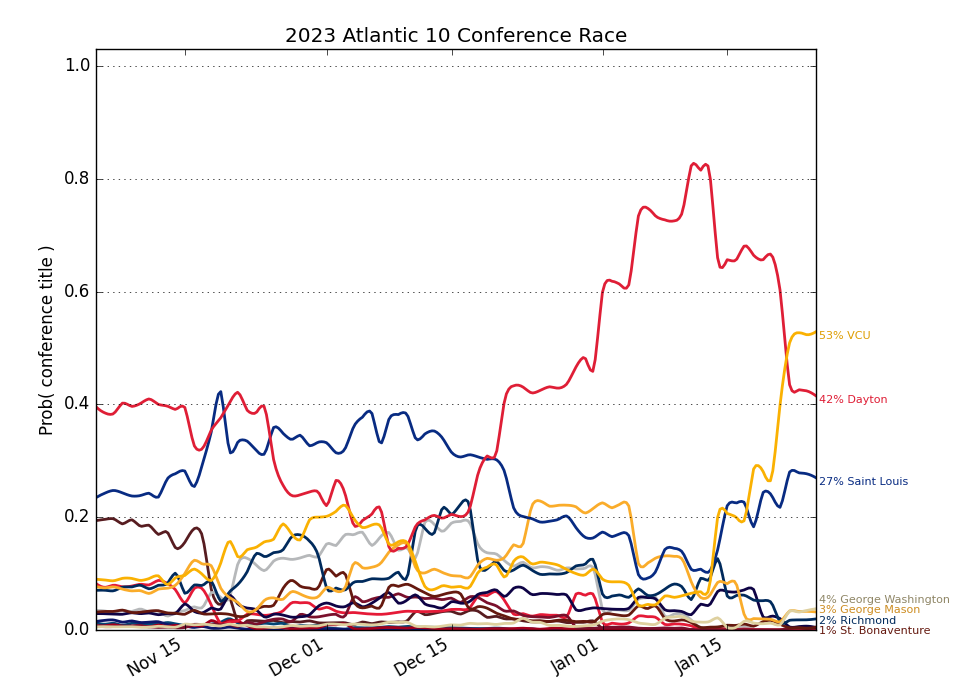 2023 Atlantic 10 Conference Race
Prob( conference title )
1.0
0.8
0.6
0.4
0.2
0.0
Nov 15
Dec 01
Dec 15
Jan 01
Jan 15
53% VCU
42% Dayton
27% Saint Louis
4% George Washington
3% George Mason
2% Richmond
1% St. Bonaventure